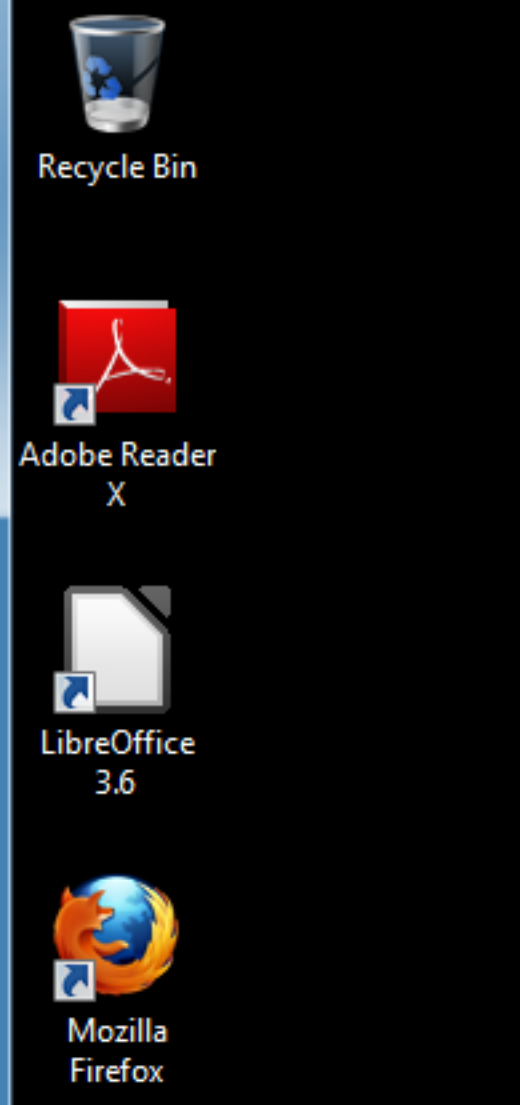 Recycle Bin
Adobe Reader
X
LibreOffice
3.6
Mozilla
Firefox